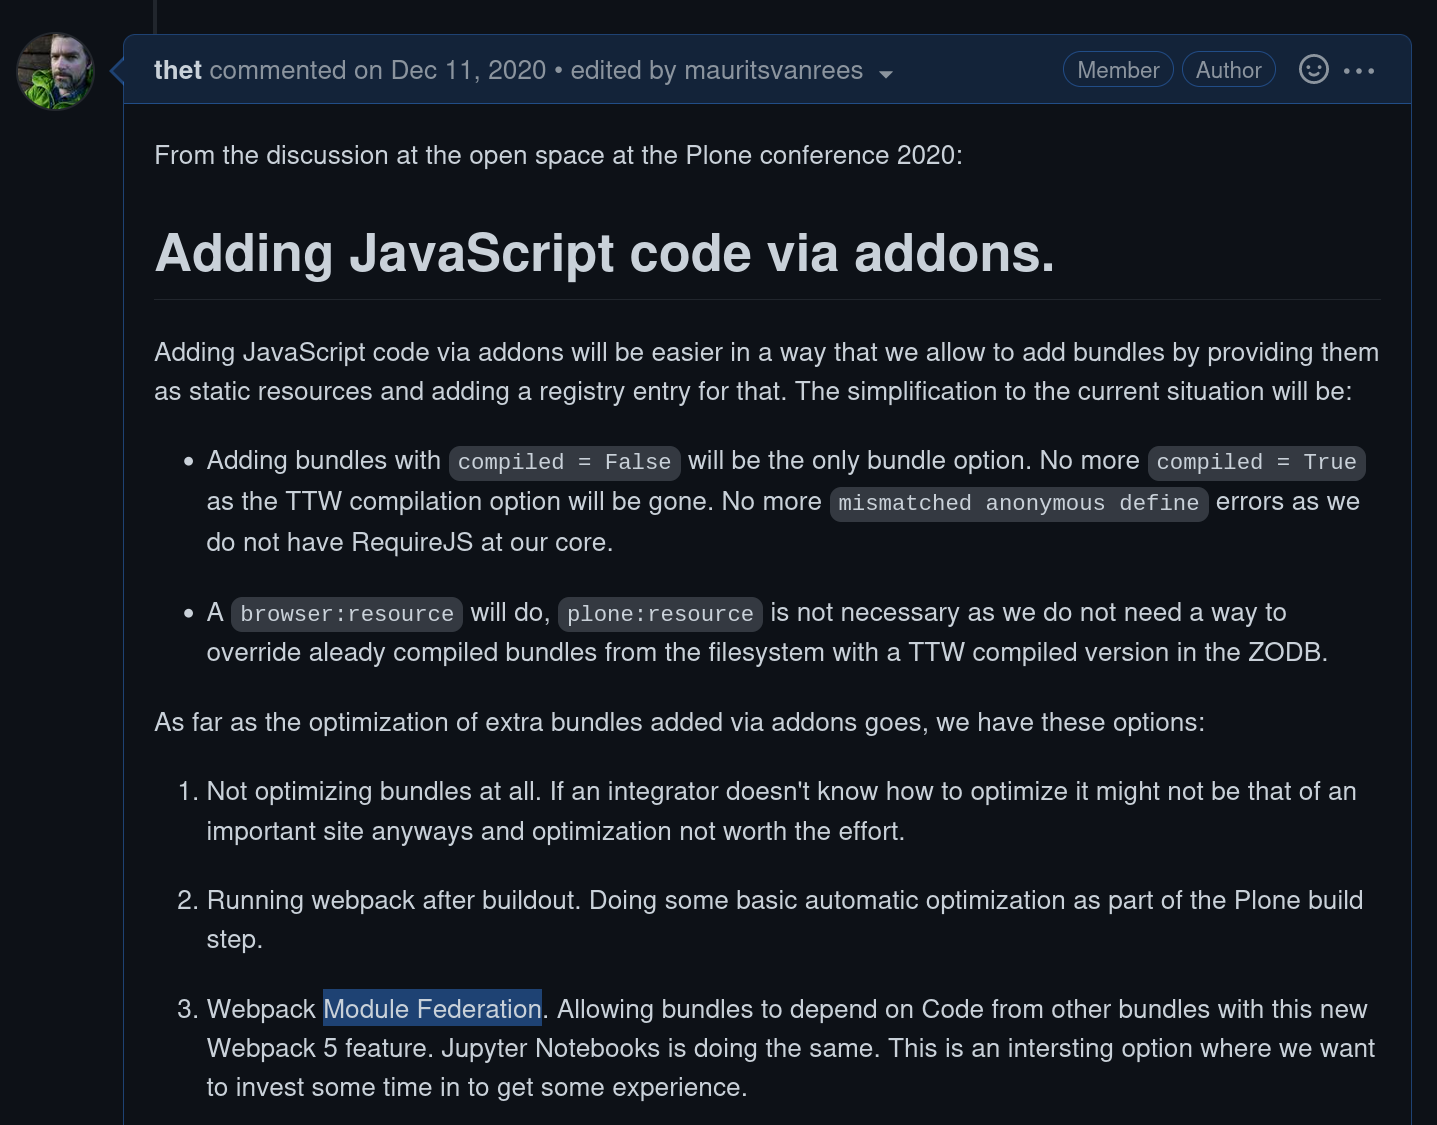 thet commented on Dec 11, 2020 • edited by mauritsvanrees
Member
Author
From the discussion at the open space at the Plone conference 2020:
Adding JavaScript code via addons.
Adding JavaScript code via addons will be easier in a way that we allow to add bundles by providing them
as static resources and adding a registry entry for that. The simplification to the current situation will be:
• Adding bundles with compiled = False will be the only bundle option. No more compiled = True
as the TTW compilation option will be gone. No more mismatched anonymous define errors as we
do not have RequireJS at our core.
• A browser:resource will do, plone:resource is not necessary as we do not need a way to
override aleady compiled bundles from the filesystem with a TTW compiled version in the ZODB.
As far as the optimization of extra bundles added via addons goes, we have these options:
1. Not optimizing bundles at all. If an integrator doesn't know how to optimize it might not be that of an
important site anyways and optimization not worth the effort.
2. Running webpack after buildout. Doing some basic automatic optimization as part of the Plone build
step.
3. Webpack Module Federation. Allowing bundles to depend on Code from other bundles with this new
Webpack 5 feature. Jupyter Notebooks is doing the same. This is an intersting option where we want
to invest some time in to get some experience.